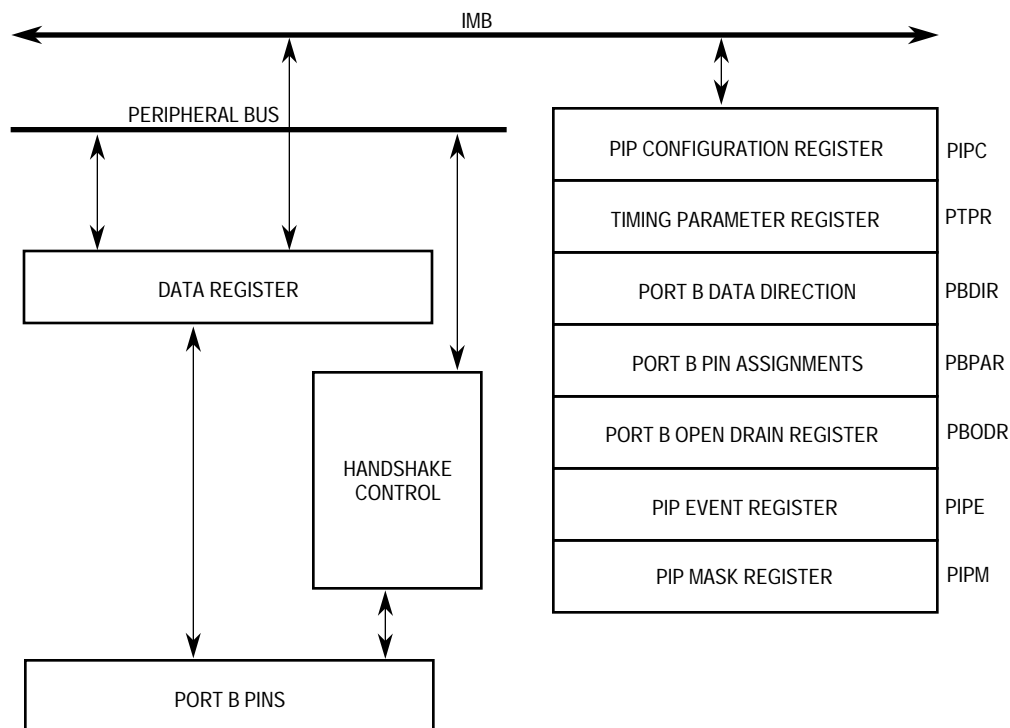 IMB
PERIPHERAL BUS
PIP CONFIGURATION REGISTER PIPC
TIMING PARAMETER REGISTER PTPR
DATA REGISTER
PORT B DATA DIRECTION PBDIR
PORT B PIN ASSIGNMENTS PBPAR
PORT B OPEN DRAIN REGISTER PBODR
HANDSHAKE
CONTROL
PIP EVENT REGISTER PIPE
PIP MASK REGISTER PIPM
PORT B PINS